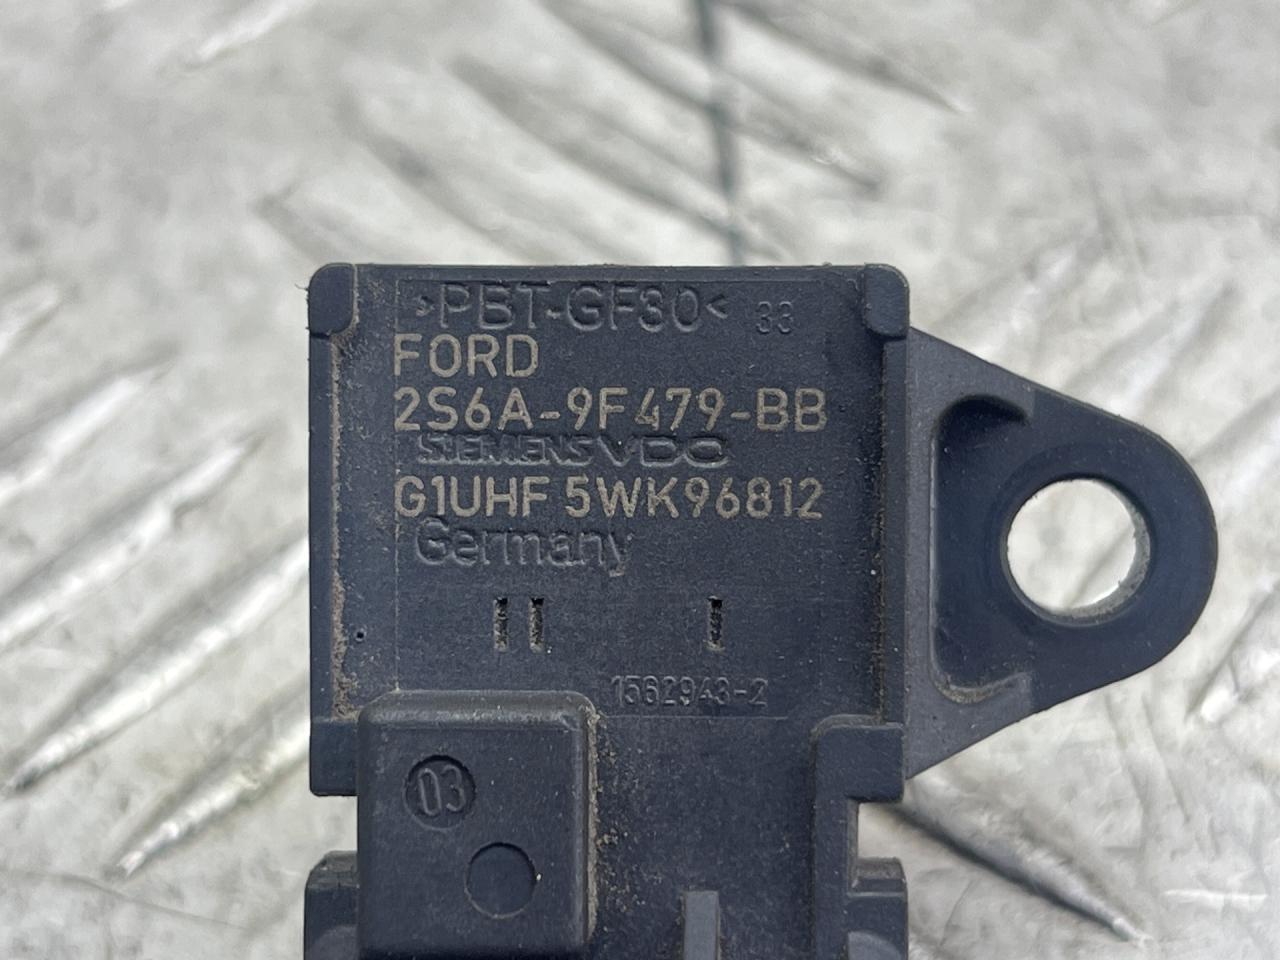 >PBT-GF30< 33
FORD
2S6A-9F479-BB
SIEMENS VDO
G1UHF 5WK96812
Germany
1562943-2
03